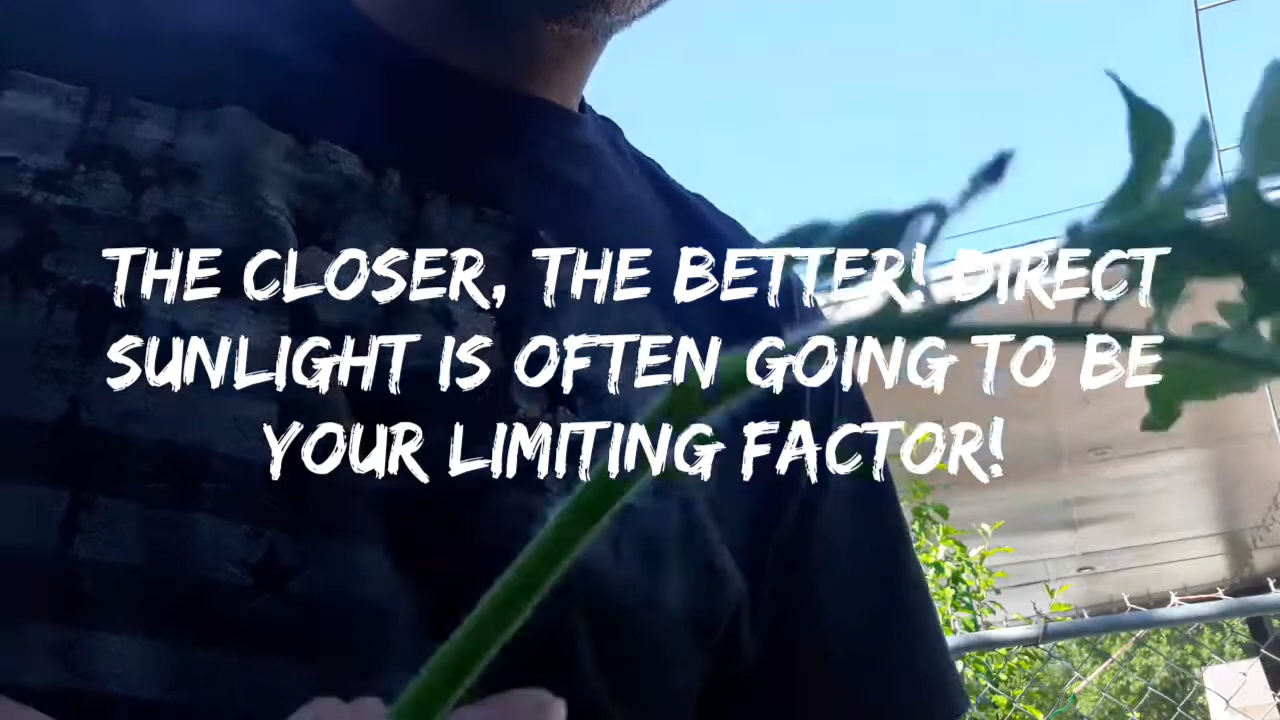 THE CLOSER, THE BETTER! DIRECT
SUNLIGHT IS OFTEN GOING TO BE
YOUR LIMITING FACTOR!